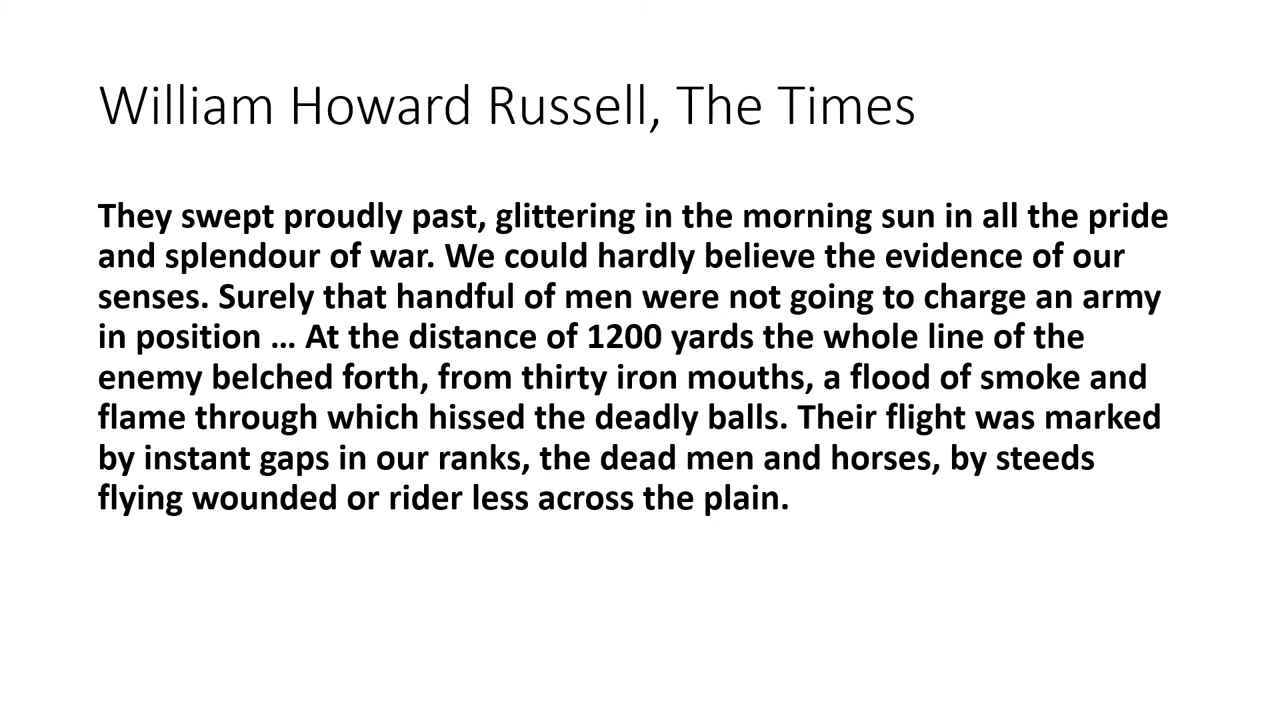 William Howard Russell, The Times
They swept proudly past, glittering in the morning sun in all the pride
and splendour of war. We could hardly believe the evidence of our
senses. Surely that handful of men were not going to charge an army
in position ... At the distance of 1200 yards the whole line of the
enemy belched forth, from thirty iron mouths, a flood of smoke and
flame through which hissed the deadly balls. Their flight was marked
by instant gaps in our ranks, the dead men and horses, by steeds
flying wounded or rider less across the plain.